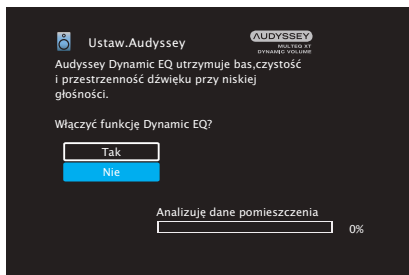 Ustaw.Audyssey
AUDYSSEY
MULTEQ XT
DYNAMIC VOLUME
Audyssey Dynamic EQ utrzymuje bas,czystość
i przestrzenność dźwięku przy niskiej
głośności.
Włączyć funkcję Dynamic EQ?
Tak
Nie
Analizuję dane pomieszczenia
0%